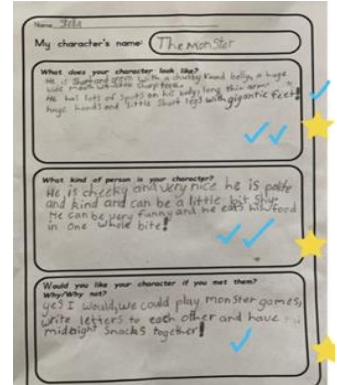 Name Stella
My character's name: The monster
What does your character look like?
He is short and green with a chubby round belly, a huge
wide mouth with little sharp teeth.
He has lots of spots on his body, long thin arms
huge hands and little short legs with gigantic feet!
What kind of person is your character?
He is cheeky and very nice he is polite
and kind and can be a little bit shy.
He can be very funny and he eats his food
in one whole bite!
Would you like your character if you met them?
Why/Why not?
yes I would, we could play monster games,
write letters to each other and have
midnight snacks together!